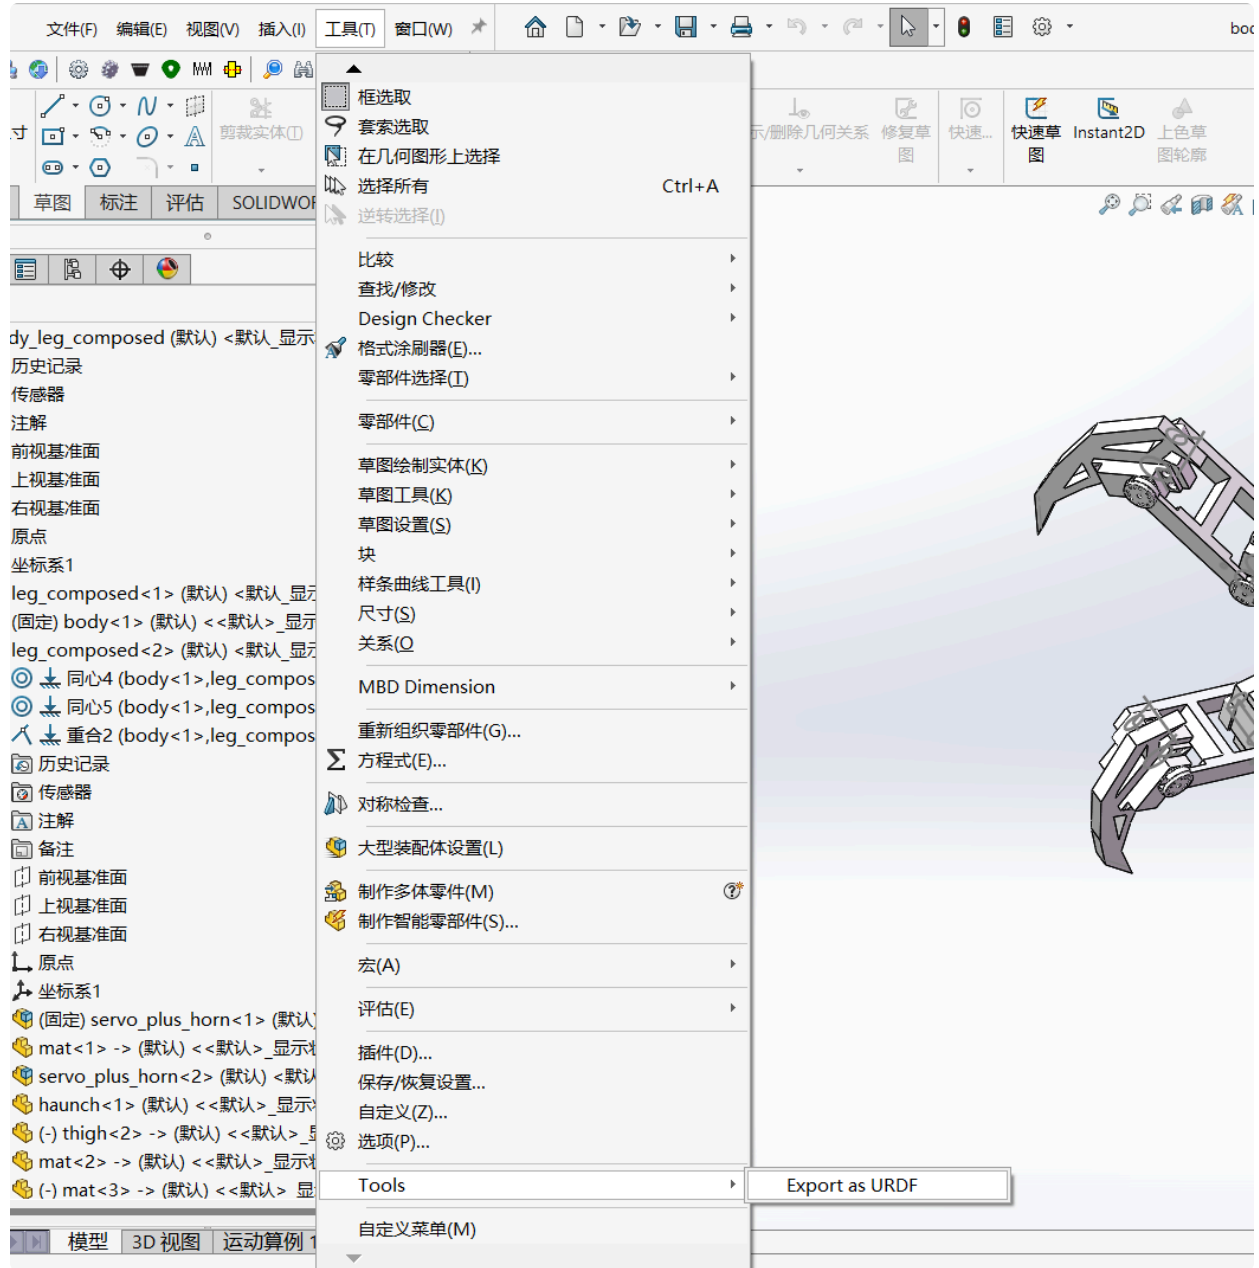 文件(F) 编辑(E) 视图(V) 插入(I) 工具(T) 窗口(W)
剪裁实体(T)
寸
示/删除几何关系
修复草图
快速...
快速草图
Instant2D
上色草图轮廓
草图 标注 评估
框选取
套索选取
在几何图形上选择
选择所有 Ctrl+A
逆转选择(I)
比较
查找/修改
Design Checker
格式涂刷器(E)...
零部件选择(T)
零部件(C)
草图绘制实体(K)
草图工具(K)
草图设置(S)
块
样条曲线工具(I)
尺寸(S)
关系(O
MBD Dimension
重新组织零部件(G)...
方程式(E)...
对称检查...
大型装配体设置(L)
制作多体零件(M)
制作智能零部件(S)...
宏(A)
评估(E)
插件(D)...
保存/恢复设置...
自定义(Z)...
选项(P)...
Tools
Export as URDF
自定义菜单(M)
dy_leg_composed (默认) <默认_显示
历史记录
传感器
注解
前视基准面
上视基准面
右视基准面
原点
坐标系1
leg_composed<1> (默认) <默认_显示
(固定) body<1> (默认) <<默认>_显示
leg_composed<2> (默认) <默认_显示
同心4 (body<1>,leg_compos
同心5 (body<1>,leg_compos
重合2 (body<1>,leg_compos
历史记录
传感器
注解
备注
前视基准面
上视基准面
右视基准面
原点
坐标系1
(固定) servo_plus_horn<1> (默认)
mat<1> -> (默认) <<默认>_显示状
servo_plus_horn<2> (默认) <默认
haunch<1> (默认) <<默认>_显示
(-) thigh<2> -> (默认) <<默认>_
mat<2> -> (默认) <<默认>_显示
(-) mat<3> -> (默认) <<默认>_显
模型 3D 视图 运动算例 1